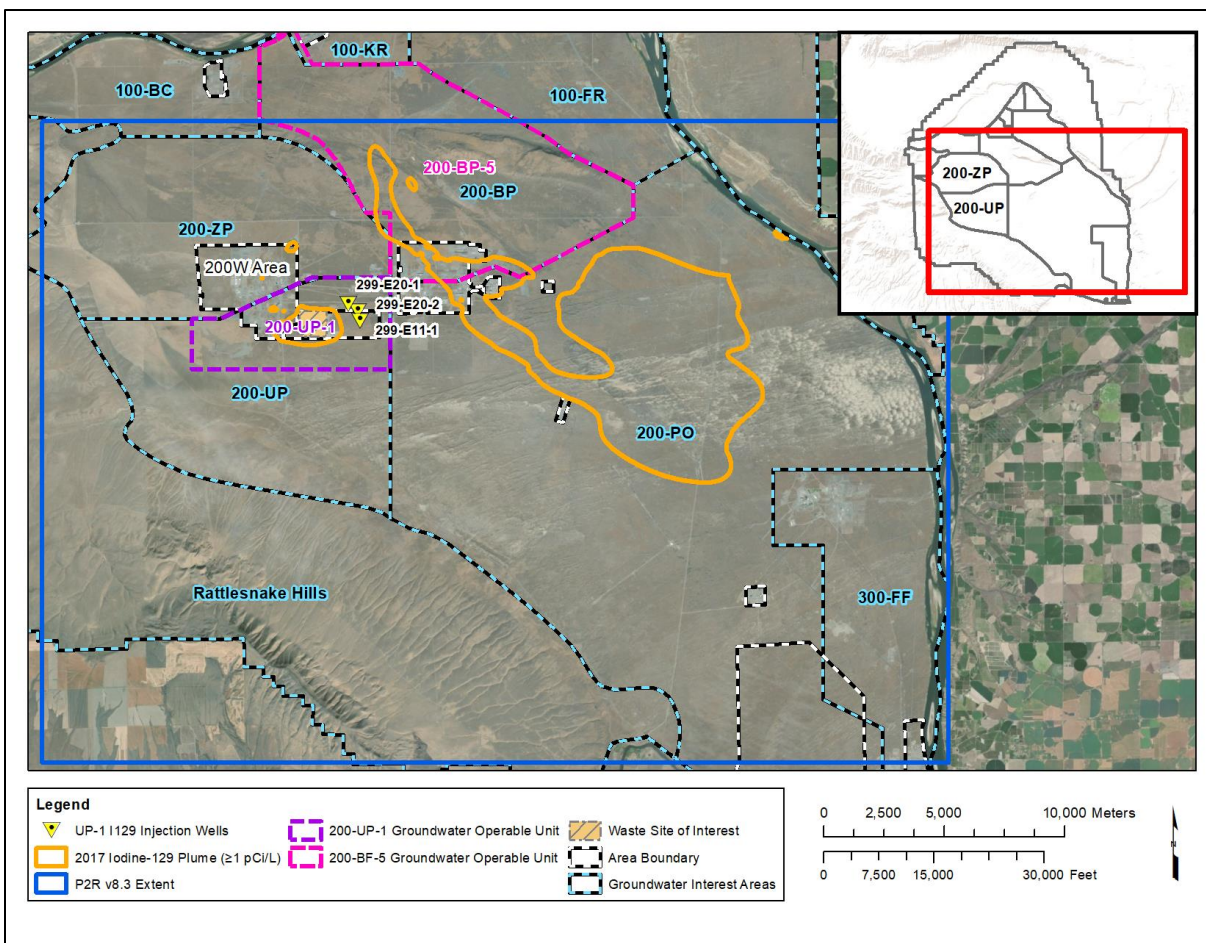 100-KR
100-BC
100-FR
200-ZP
200-UP
200-BP-5
200-BP
200-ZP
200W Area
299-E20-1
299-E20-2
200-UP-1
299-E11-1
200-UP
200-PO
Rattlesnake Hills
300-FF
Legend
UP-1 I129 Injection Wells
2017 Iodine-129 Plume (≥1 pCi/L)
P2R v8.3 Extent
200-UP-1 Groundwater Operable Unit
200-BF-5 Groundwater Operable Unit
Waste Site of Interest
Area Boundary
Groundwater Interest Areas
0 2,500 5,000 10,000 Meters
0 7,500 15,000 30,000 Feet
N